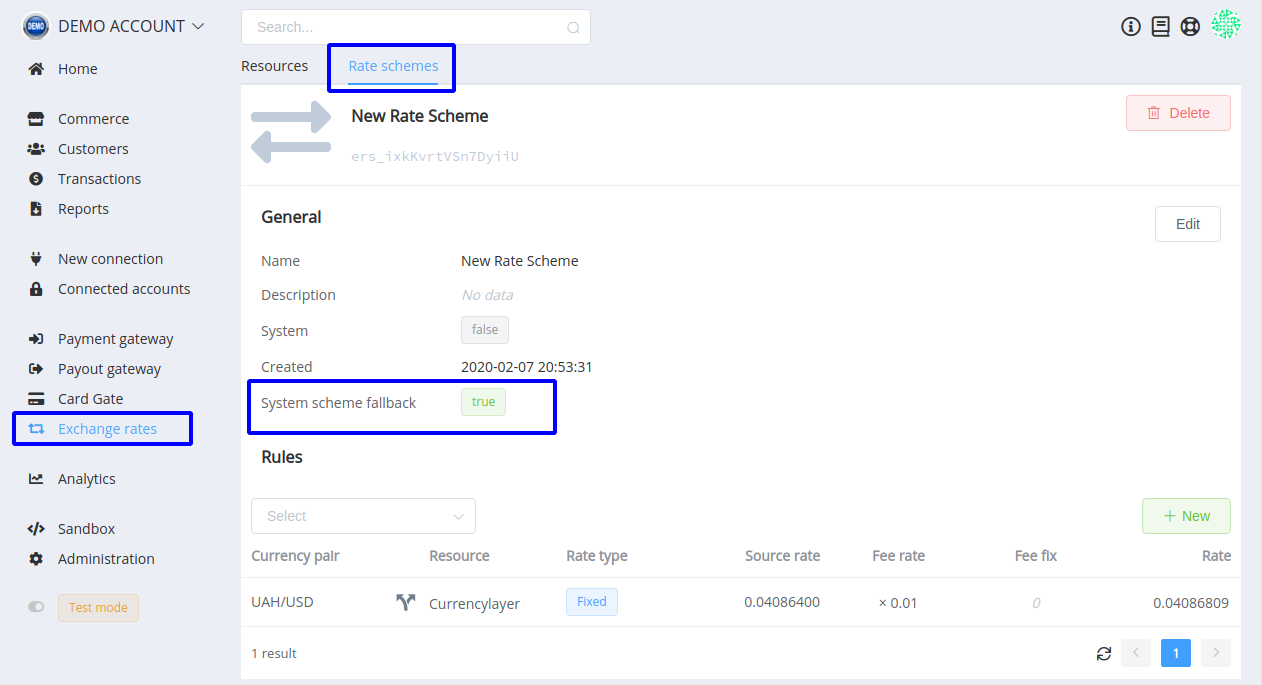 DEMO
DEMO ACCOUNT
Search...
Home
Commerce
Customers
Transactions
Reports
New connection
Connected accounts
Payment gateway
Payout gateway
Card Gate
Exchange rates
Analytics
Sandbox
Administration
Test mode
Resources Rate schemes
New Rate Scheme
Delete
ers_ixkKvrtVSn7DyiiU
General
Edit
Name New Rate Scheme
Description No data
System false
Created 2020-02-07 20:53:31
System scheme fallback true
Rules
Select
+ New
Currency pair Resource Rate type Source rate Fee rate Fee fix Rate
UAH/USD Currencylayer Fixed 0.04086400 × 0.01 0 0.04086809
1 result
< 1 >